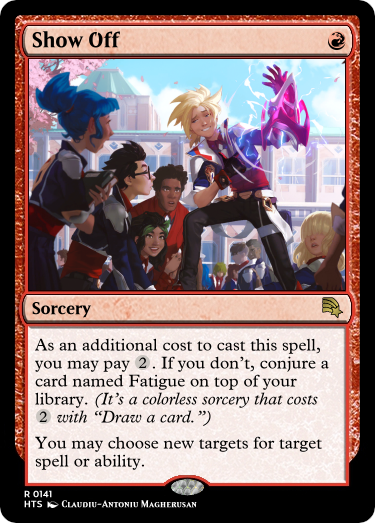 Show Off
Sorcery
As an additional cost to cast this spell,
you may pay 2. If you don't, conjure a
card named Fatigue on top of your
library. (It's a colorless sorcery that costs
2 with “Draw a card.”)
You may choose new targets for target
spell or ability.
R 0141
HTS Claudiu-Antoniu Magherusan